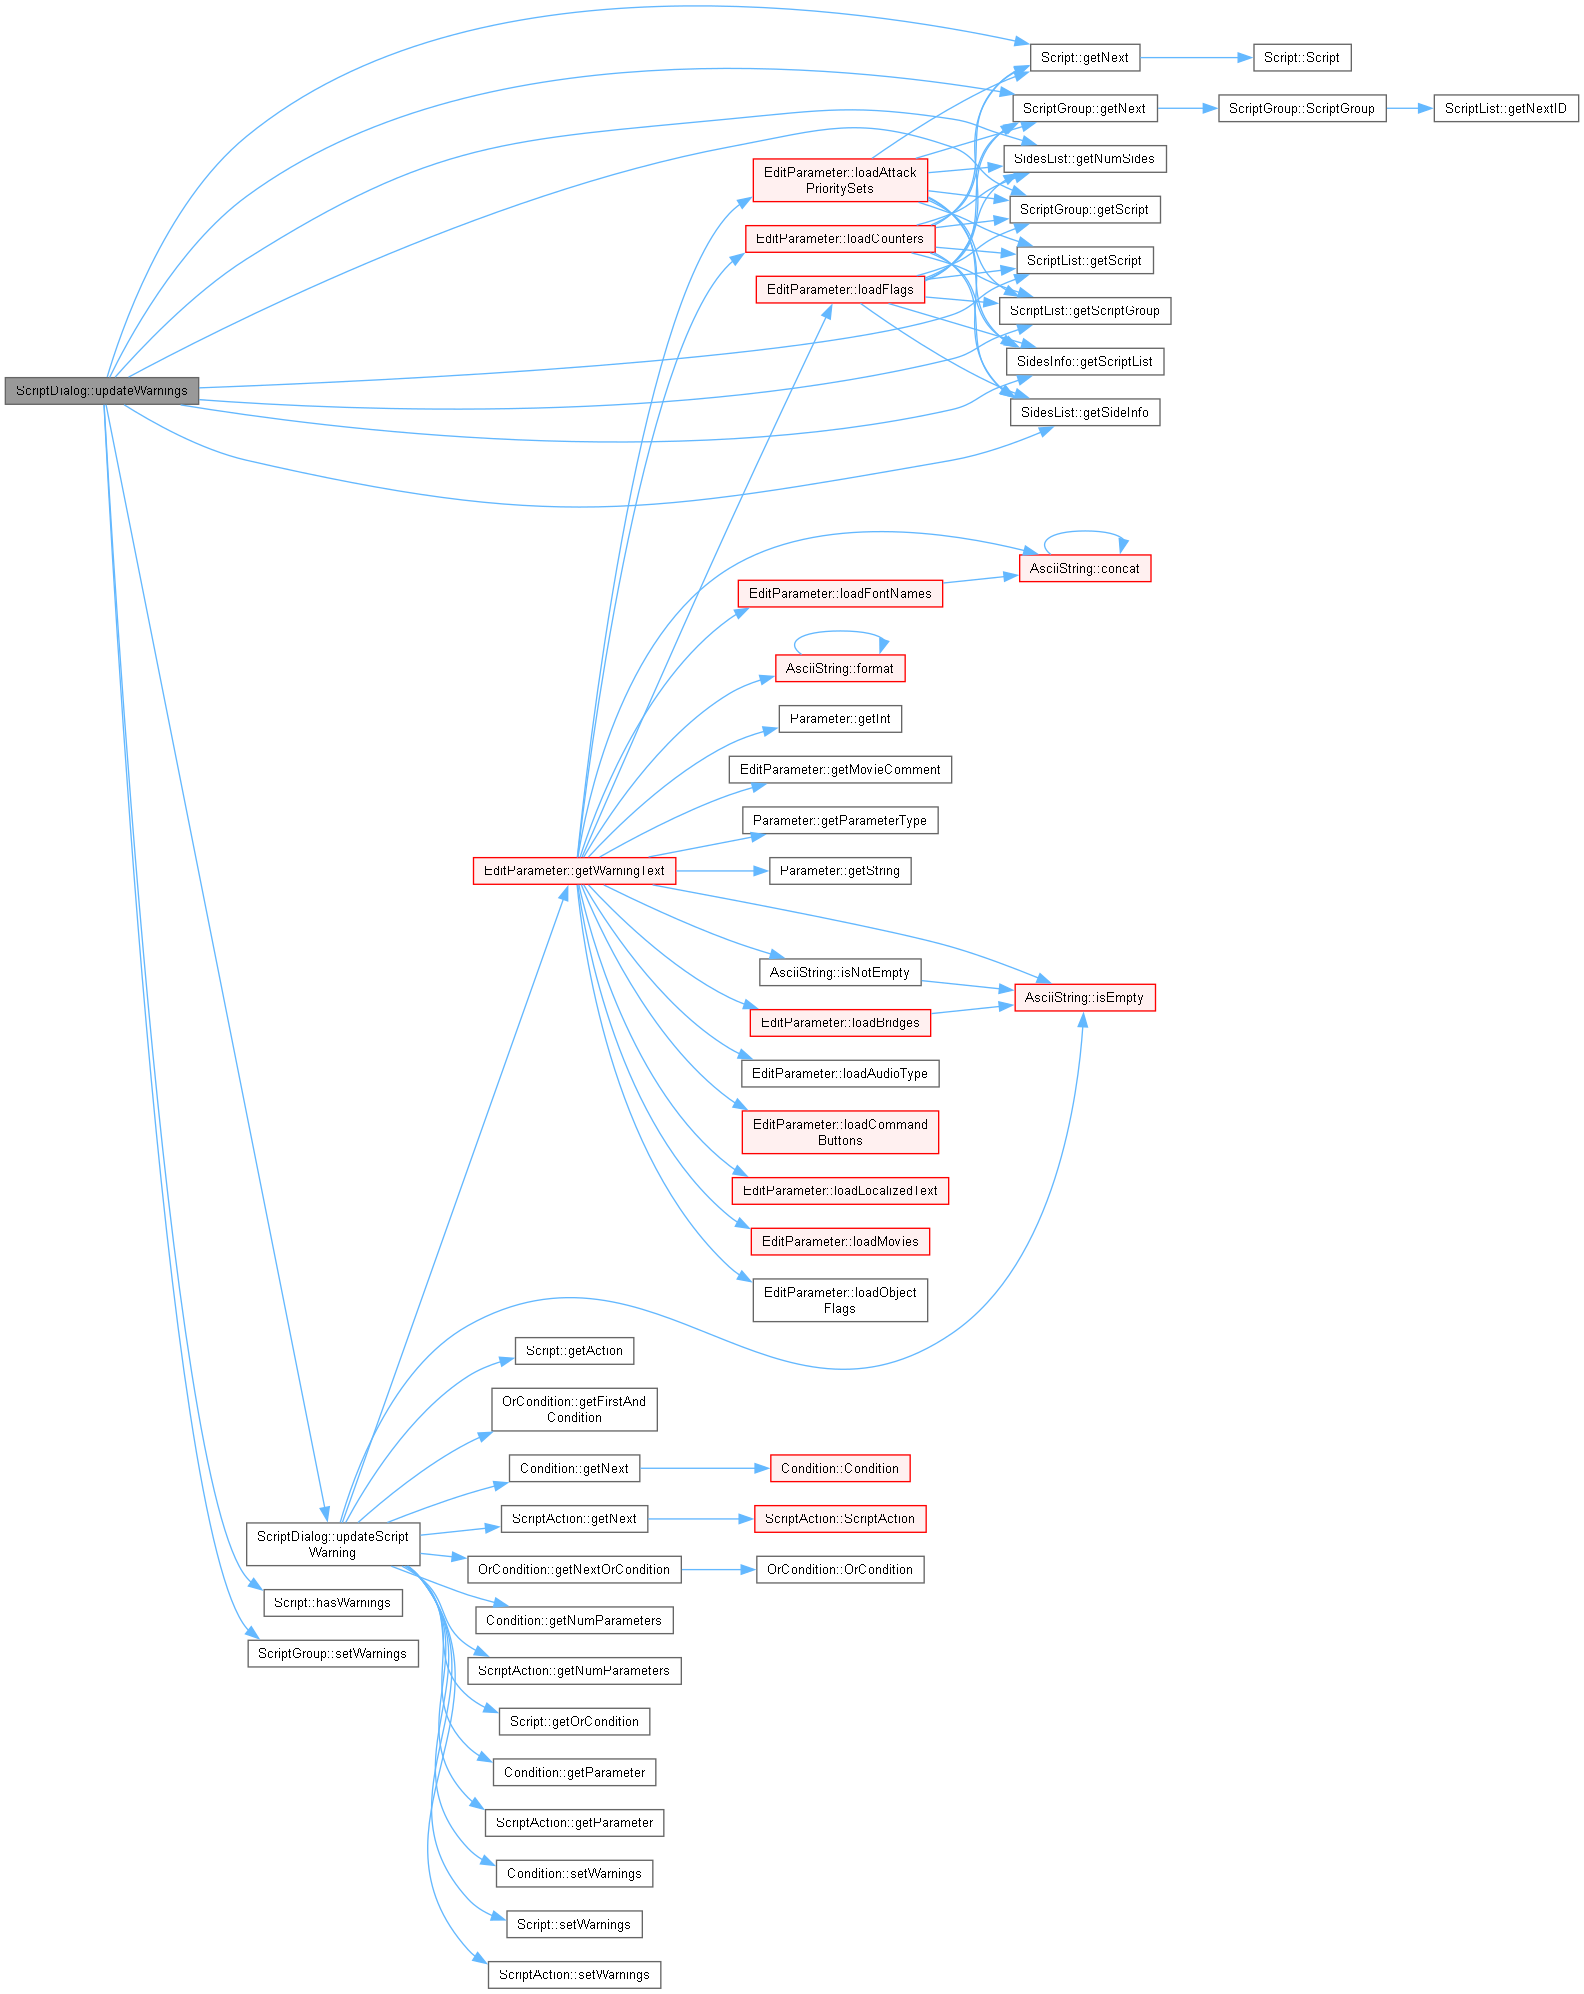 Script::getNext
Script::Script
ScriptGroup::getNext
ScriptGroup::ScriptGroup
ScriptList::getNextID
SidesList::getNumSides
EditParameter::loadAttack
PrioritySets
ScriptGroup::getScript
EditParameter::loadCounters
ScriptList::getScript
EditParameter::loadFlags
ScriptList::getScriptGroup
SidesInfo::getScriptList
ScriptDialog::updateWarnings
SidesList::getSideInfo
AsciiString::concat
EditParameter::loadFontNames
AsciiString::format
Parameter::getInt
EditParameter::getMovieComment
Parameter::getParameterType
EditParameter::getWarningText
Parameter::getString
AsciiString::isNotEmpty
AsciiString::isEmpty
EditParameter::loadBridges
EditParameter::loadAudioType
EditParameter::loadCommand
Buttons
EditParameter::loadLocalizedText
EditParameter::loadMovies
EditParameter::loadObject
Flags
Script::getAction
OrCondition::getFirstAnd
Condition
Condition::getNext
Condition::Condition
ScriptAction::getNext
ScriptAction::ScriptAction
ScriptDialog::updateScript
Warning
OrCondition::getNextOrCondition
OrCondition::OrCondition
Script::hasWarnings
Condition::getNumParameters
ScriptGroup::setWarnings
ScriptAction::getNumParameters
Script::getOrCondition
Condition::getParameter
ScriptAction::getParameter
Condition::setWarnings
Script::setWarnings
ScriptAction::setWarnings